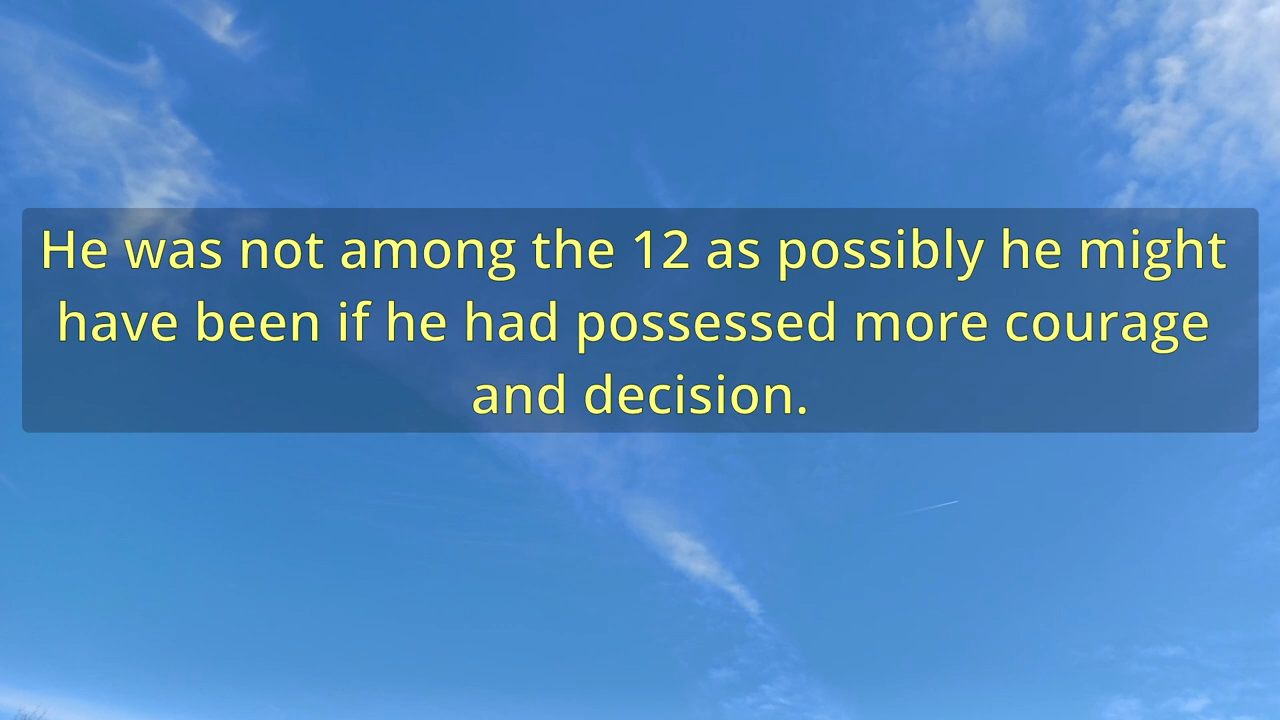 He was not among the 12 as possibly he might
have been if he had possessed more courage
and decision.